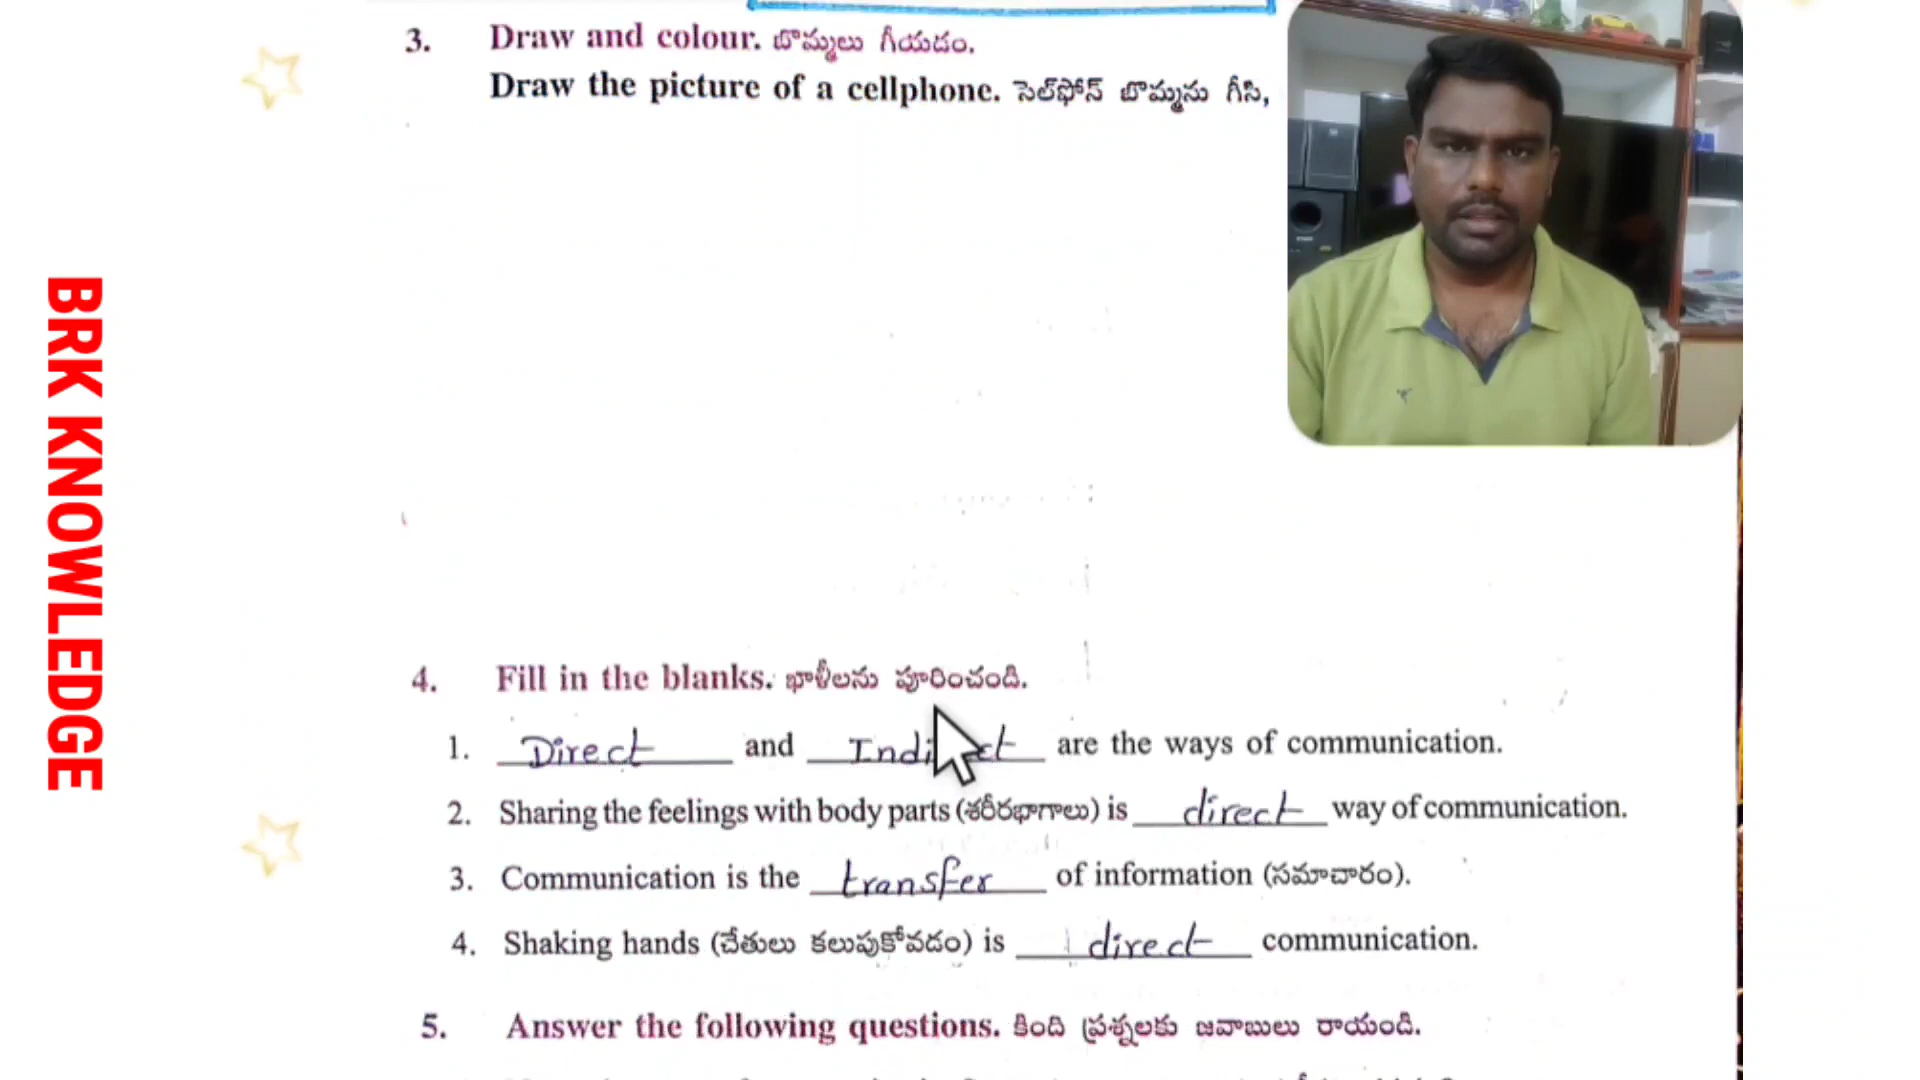 3. Draw and colour. బొమ్మలు గీయడం.
Draw the picture of a cellphone. సెల్‌ఫోన్ బొమ్మను గీసి,
BRK KNOWLEDGE
4. Fill in the blanks. ఖాళీలను పూరించండి.
1. Direct and Indirect are the ways of communication.
2. Sharing the feelings with body parts (శరీరభాగాలు) is direct way of communication.
3. Communication is the transfer of information (సమాచారం).
4. Shaking hands (చేతులు కలుపుకోవడం) is direct communication.
5. Answer the following questions. కింది ప్రశ్నలకు జవాబులు రాయండి.